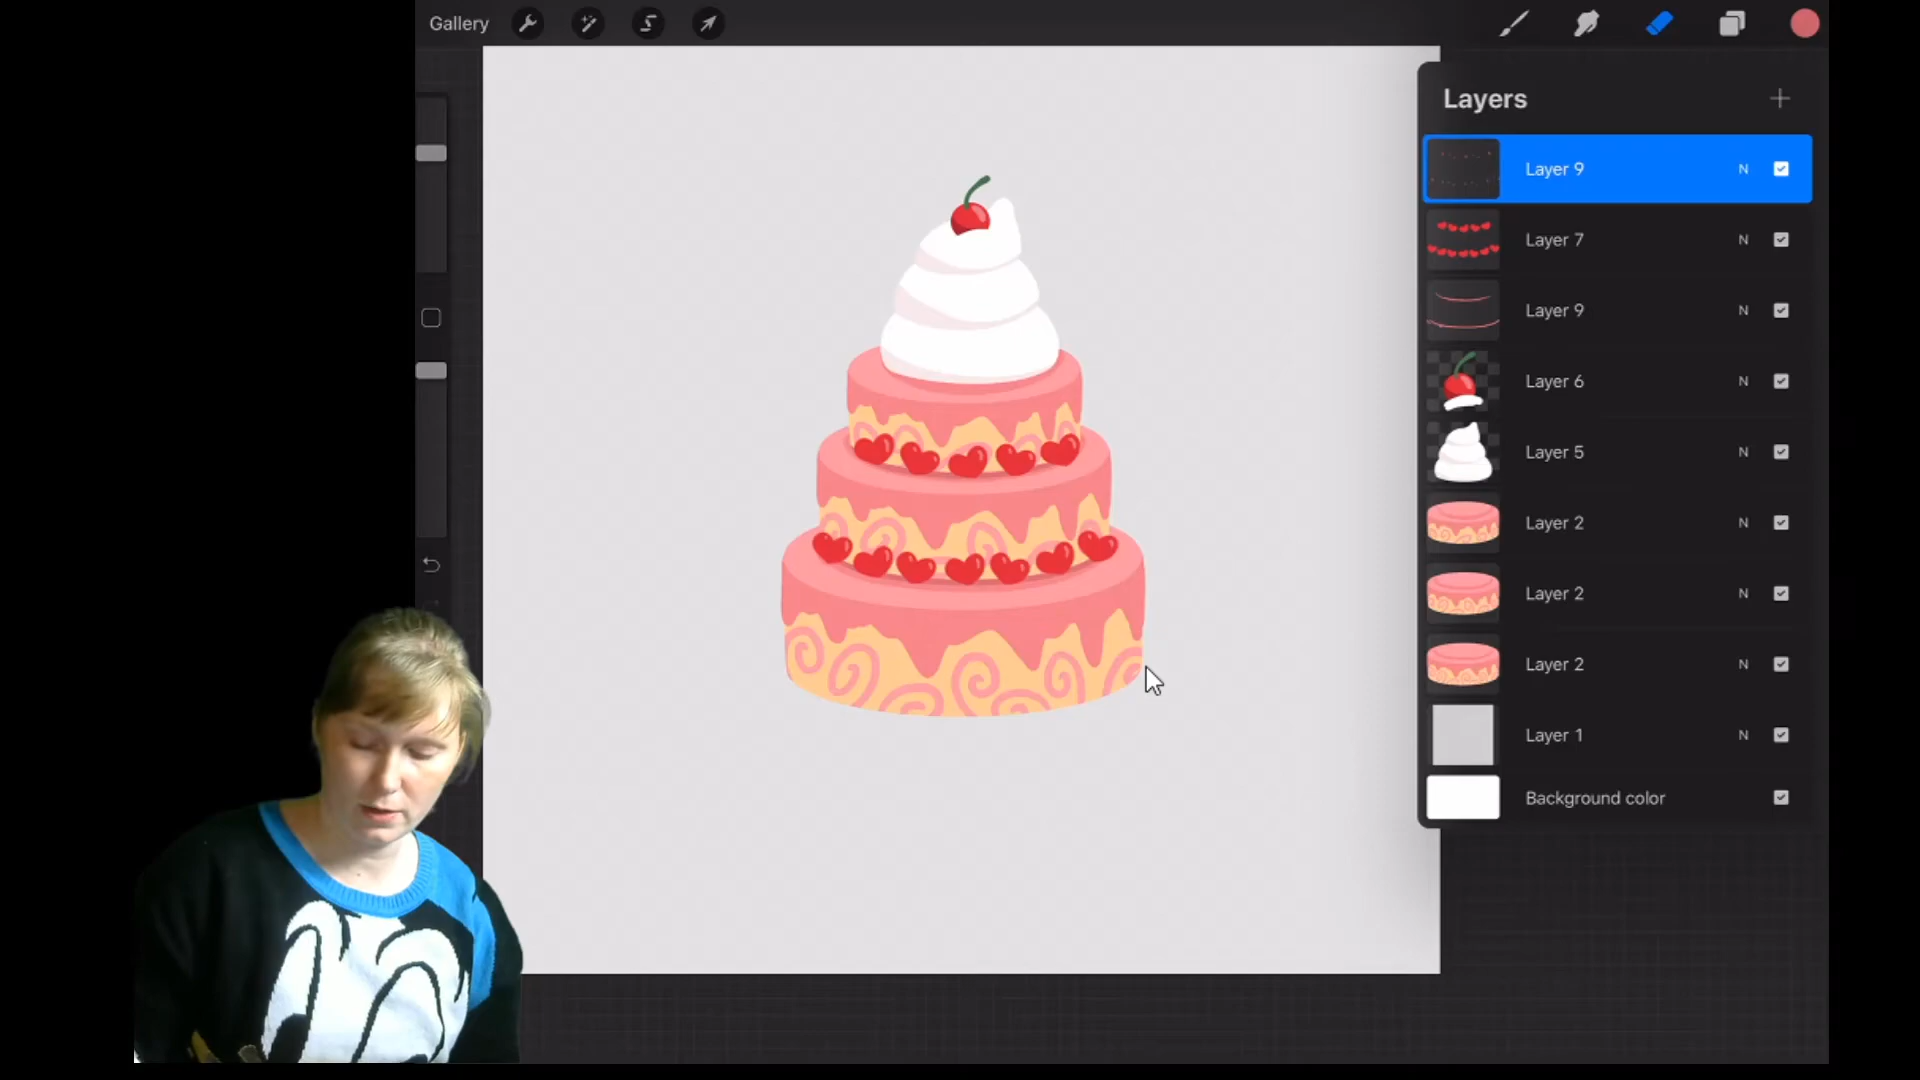 Gallery
Layers
Layer 9 N
Layer 7 N
Layer 9 N
Layer 6 N
Layer 5 N
Layer 2 N
Layer 2 N
Layer 2 N
Layer 1 N
Background color